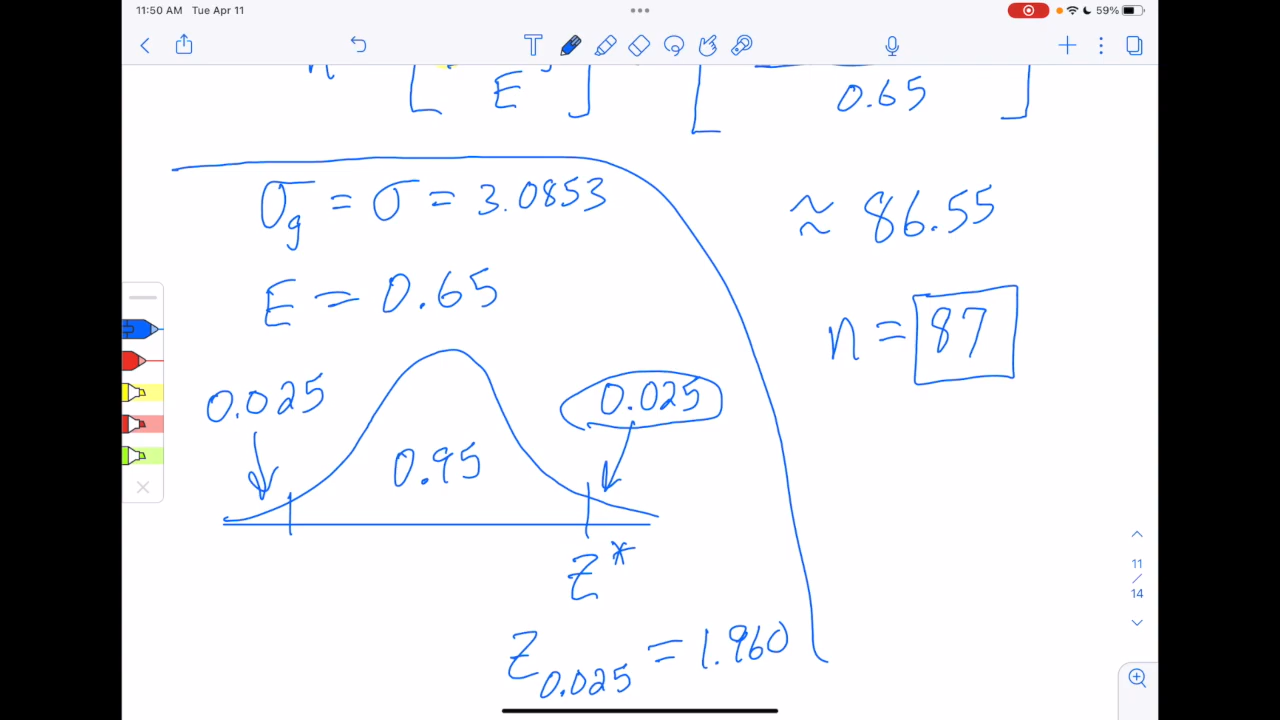 11:50 AM Tue Apr 11
59%
n
E
0.65
σg = σ = 3.0853
≈ 86.55
E = 0.65
n = 87
0.025
0.025
0.95
z*
z0.025 = 1.960
11
/
14